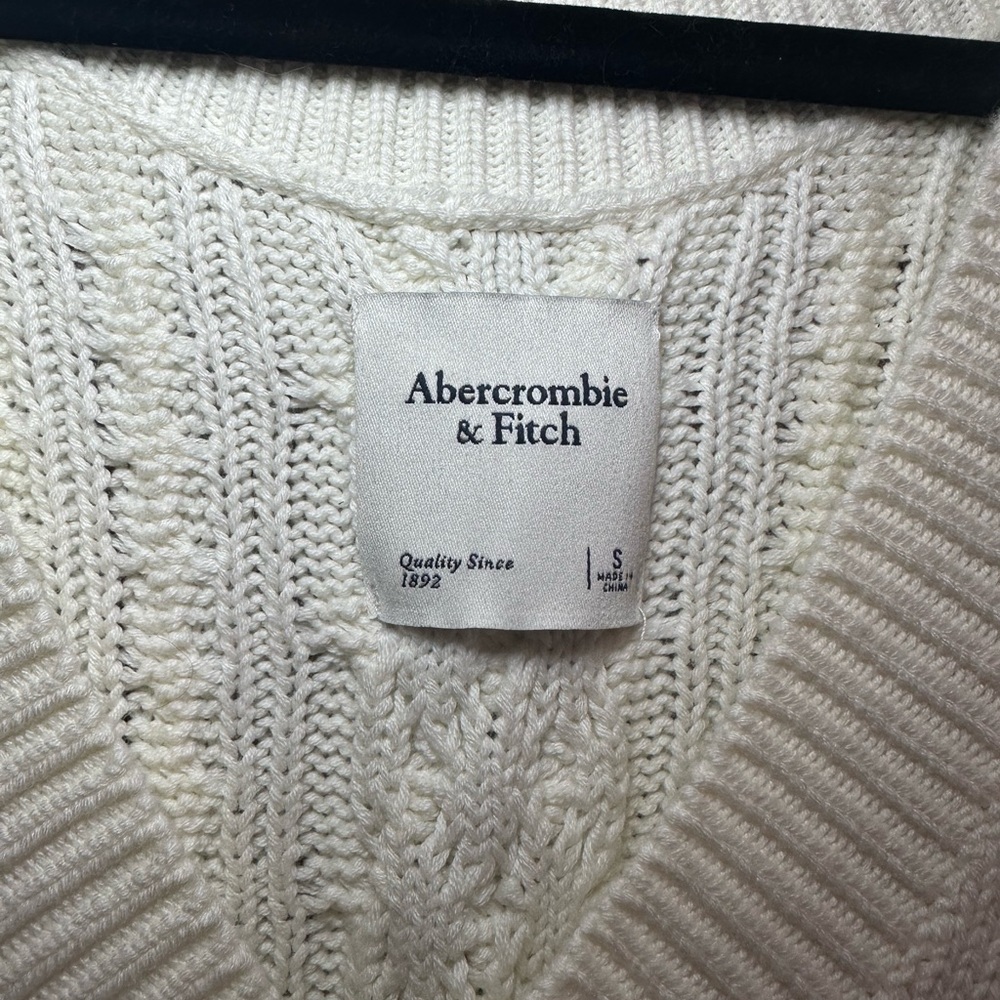 Abercrombie
& Fitch
Quality Since
1892
S
MADE IN
CHINA